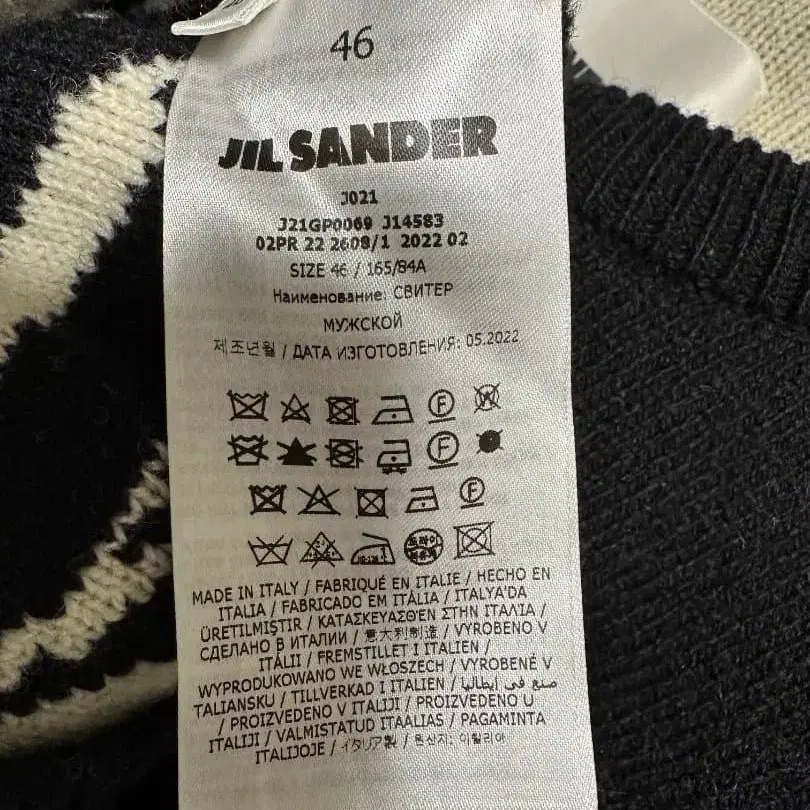 46
JIL SANDER
J021
J21GP0069 J14583
02PR 22 2608/1 2022 02
SIZE 46 / 165/84A
Наименование: СВИТЕР
МУЖСКОЙ
제조년월 / ДАТА ИЗГОТОВЛЕНИЯ: 05.2022
F W
F
F
드라이
MADE IN ITALY / FABRIQUÉ EN ITALIE / HECHO EN
ITALIA / FABRICADO EM ITÁLIA / ITALYA'DA
ÜRETILMIŞTIR / ΚΑΤΑΣΚΕΥΑΣΘΕΝ ΣΤΗΝ ΙΤΑΛΙΑ /
СДЕЛАНО В ИТАЛИИ / 意大利制造 / VYROBENO V
ITÁLII / FREMSTILLET I ITALIEN /
WYPRODUKOWANO WE WŁOSZECH / VYROBENÉ V
TALIANSKU / TILLVERKAD I ITALIEN / صنع في ايطاليا
/ PROIZVEDENO V ITALIJI / PROIZVEDENO U
ITALIJI / VALMISTATUD ITAALIAS / PAGAMINTA
ITALIJOJE / イタリア製 / 원산지: 이탈리아